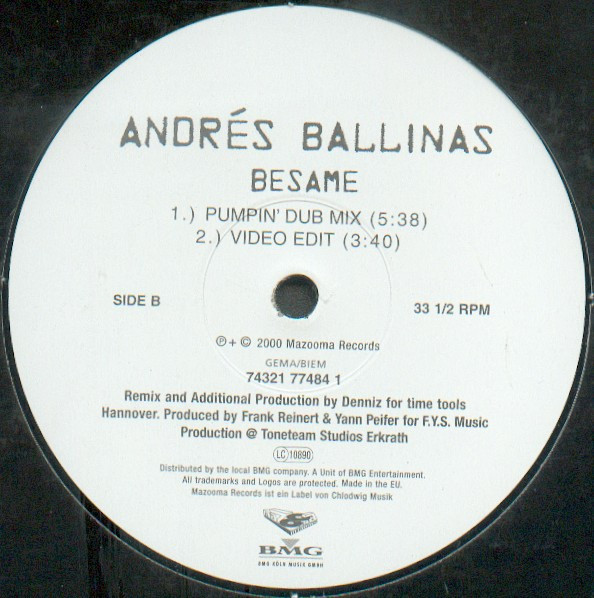 ANDRÉS BALLINAS
BESAME
1.) PUMPIN' DUB MIX (5:38)
2.) VIDEO EDIT (3:40)
SIDE B
33 1/2 RPM
℗ + © 2000 Mazooma Records
GEMA/BIEM
74321 77484 1
Remix and Additional Production by Denniz for time tools
Hannover. Produced by Frank Reinert & Yann Peifer for F.Y.S. Music
Production @ Toneteam Studios Erkrath
LC 10890
Distributed by the local BMG company. A Unit of BMG Entertainment.
All trademarks and Logos are protected. Made in the EU.
Mazooma Records ist ein Label von Chlodwig Musik
BMG
BMG KÖLN MUSIK GMBH